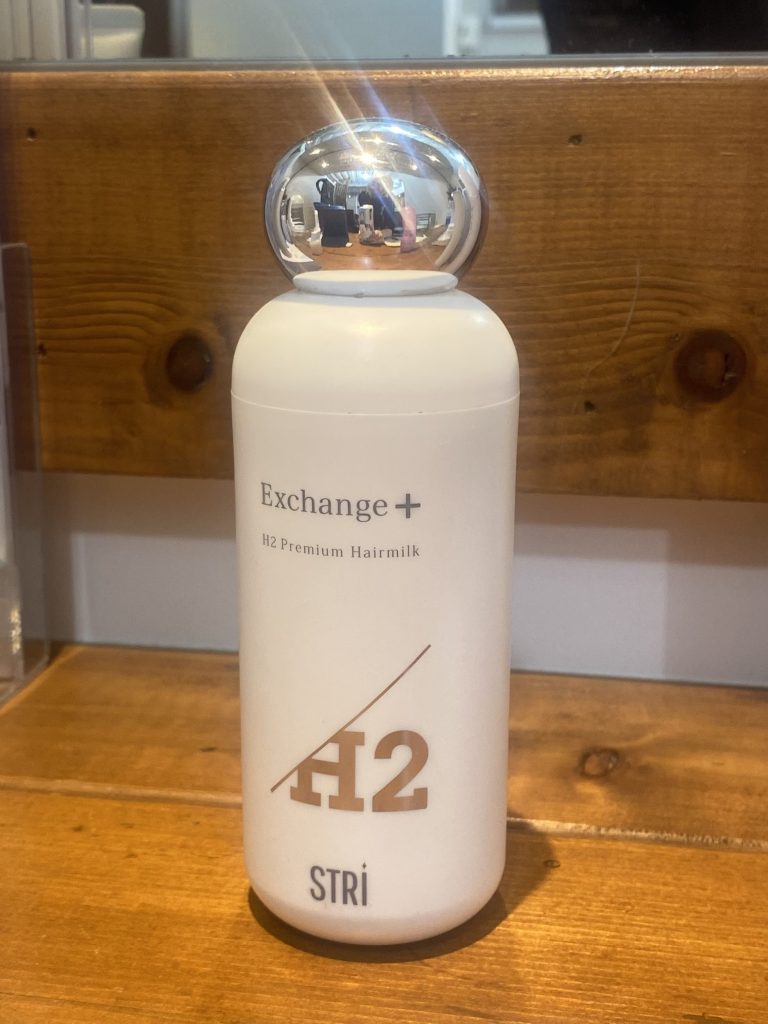 Exchange+
H2 Premium Hairmilk
H2
STRi